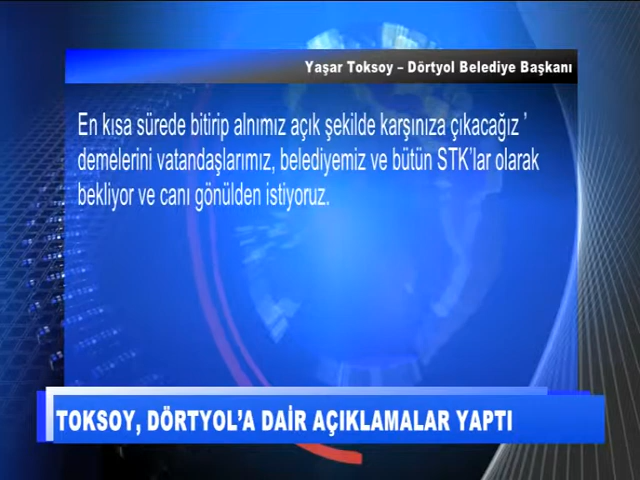 Yaşar Toksoy – Dörtyol Belediye Başkanı
En kısa sürede bitirip alnımız açık şekilde karşınıza çıkacağız ’
demelerini vatandaşlarımız, belediyemiz ve bütün STK’lar olarak
bekliyor ve canı gönülden istiyoruz.
TOKSOY, DÖRTYOL’A DAİR AÇIKLAMALAR YAPTI